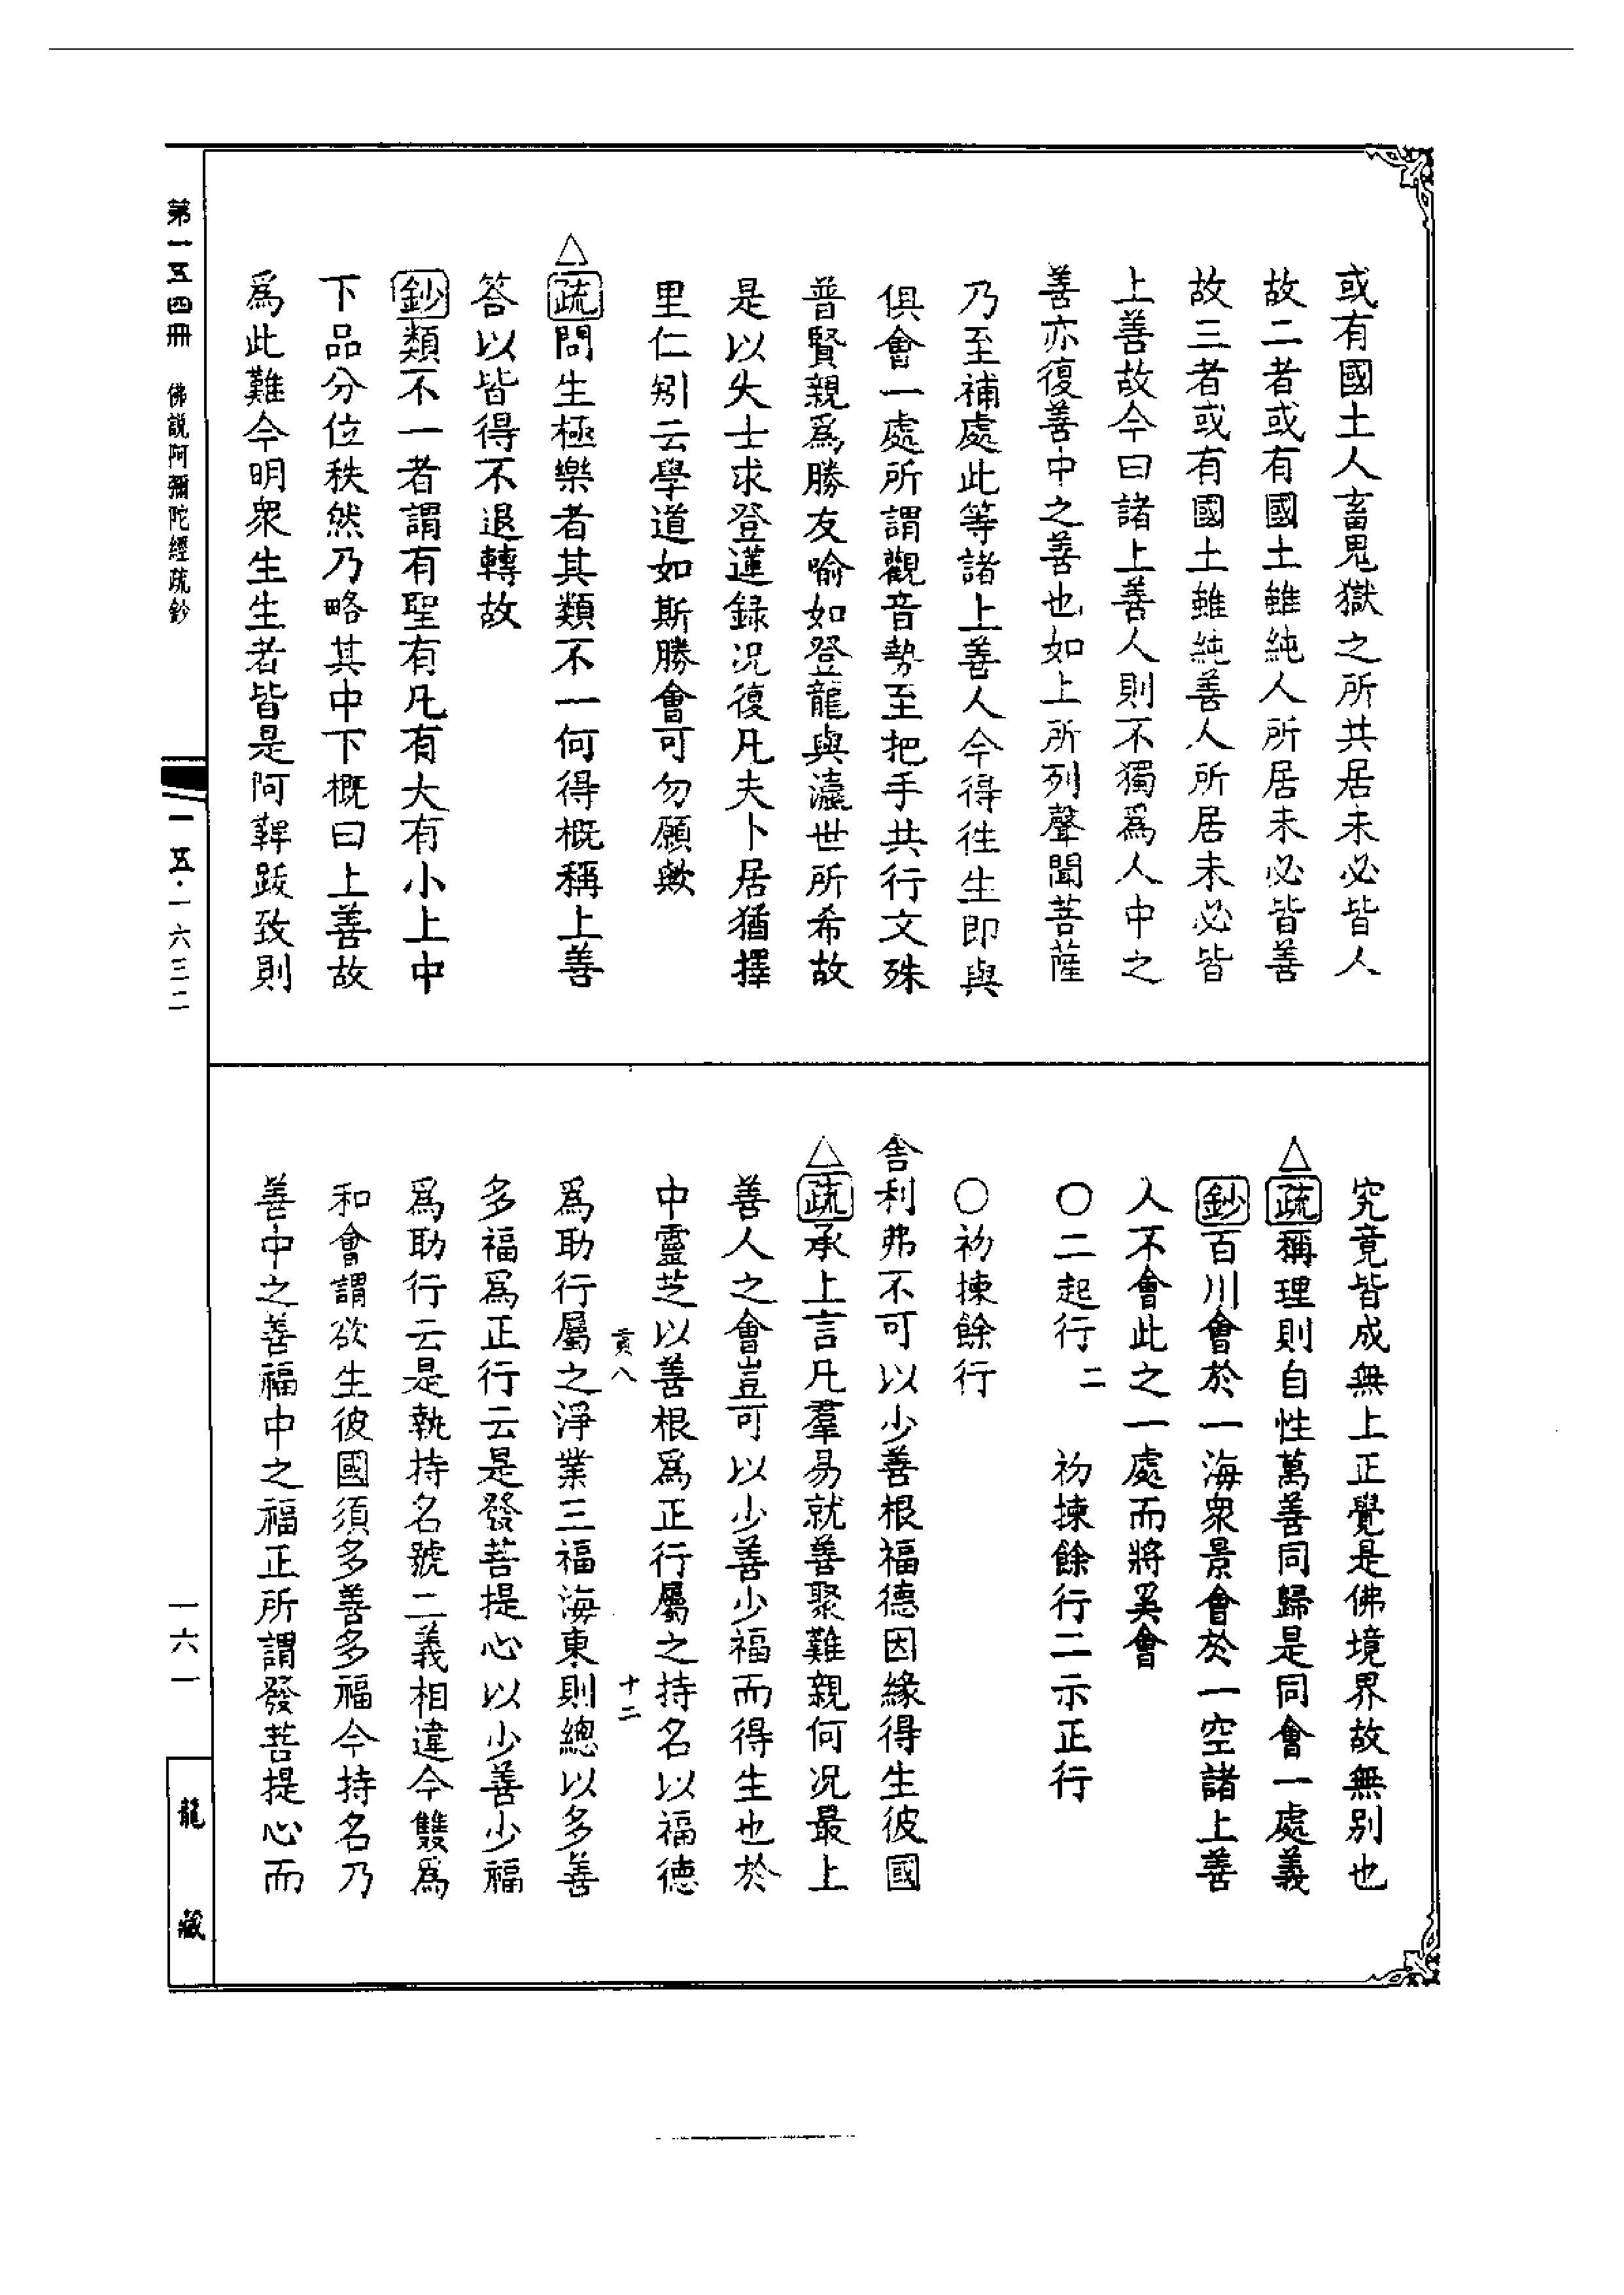 或有國土人畜鬼獄之所共居未必皆人
故二者或有國土雖純人所居未必皆善
故三者或有國土雖純善人所居未必皆
上善故今曰諸上善人則不獨爲人中之
善亦復善中之善也如上所列聲聞菩薩
乃至補處此等諸上善人今得徃生即與
俱會一處所謂觀音勢至把手共行文殊
普賢親爲勝友喻如登龍與瀛世所希故
是以失士求登蓮録况復凡夫卜居猶擇
里仁矧云學道如斯勝會可勿願歟
△疏問生極樂者其類不一何得概稱上善
答以皆得不退轉故
鈔類不一者謂有聖有凡有大有小上中
下品分位秩然乃略其中下概曰上善故
爲此難今明衆生生者皆是阿鞞跋致則
究竟皆成無上正覺是佛境界故無别也
△疏稱理則自性萬善同歸是同會一處義
鈔百川會於一海衆景會於一空諸上善
人不會此之一處而將奚會
○二起行二 初揀餘行二示正行
○初揀餘行
舍利弗不可以少善根福德因緣得生彼國
△疏承上言凡羣易就善聚難親何况最上
善人之會豈可以少善少福而得生也於
中靈芝以善根爲正行屬之持名以福德
貢八 十二
爲助行屬之淨業三福海東則總以多善
多福爲正行云是發菩提心以少善少福
爲助行云是執持名號二義相違今雙爲
和會謂欲生彼國須多善多福今持名乃
善中之善福中之福正所謂發菩提心而
第一五四冊 佛説阿彌陀經疏鈔
一五·一六三二
一六一
龍藏